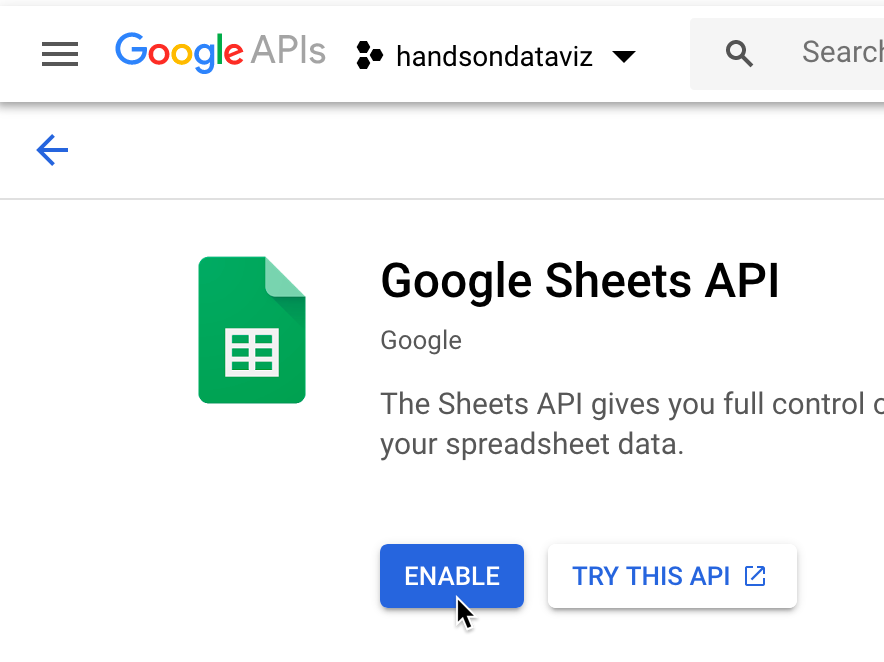 Google APIs handsondataviz Search
Google Sheets API
Google
The Sheets API gives you full control
your spreadsheet data.
ENABLE TRY THIS API